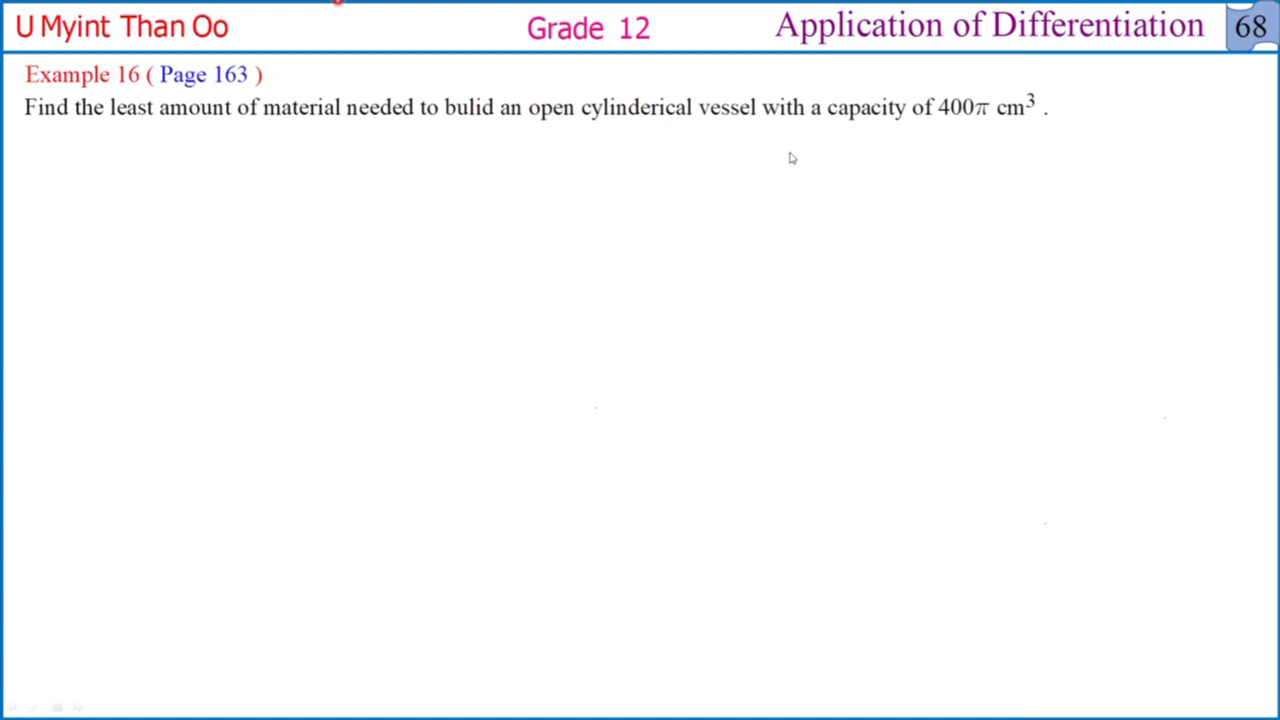 U Myint Than Oo
Grade 12
Application of Differentiation
68
Example 16 ( Page 163 )
Find the least amount of material needed to bulid an open cylinderical vessel with a capacity of 400π cm³ .